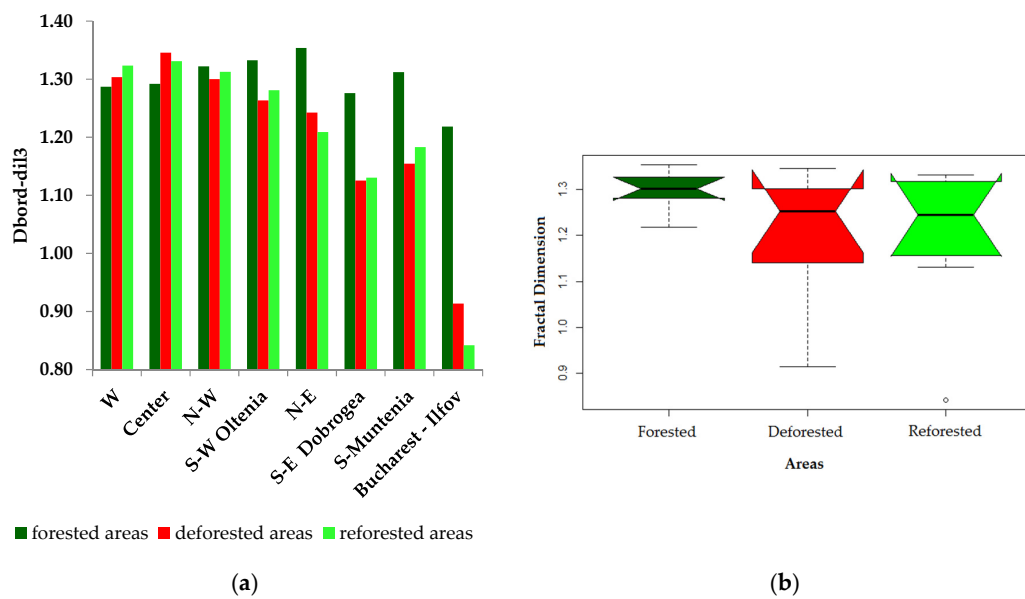 1.40
1.30
1.20
1.10
1.00
0.90
0.80
Dbord-dil3
W
Center
N-W
S-W Oltenia
N-E
S-E  Dobrogea
S-Muntenia
Bucharest - Ilfov
forested areas deforested areas reforested areas
(a)
1.3
1.2
1.1
1.0
0.9
Fractal Dimension
Forested Deforested Reforested
Areas
(b)